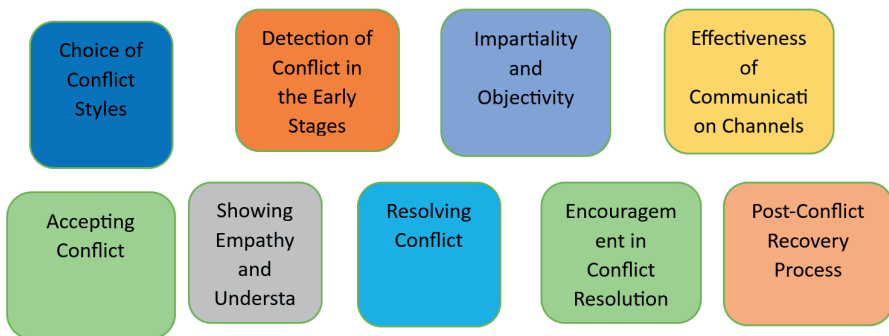 Choice of
Conflict
Styles
Detection of
Conflict in
the Early
Stages
Impartiality
and
Objectivity
Effectiveness
of
Communicati
on Channels
Accepting
Conflict
Showing
Empathy
and
Understa
Resolving
Conflict
Encouragem
ent in
Conflict
Resolution
Post-Conflict
Recovery
Process